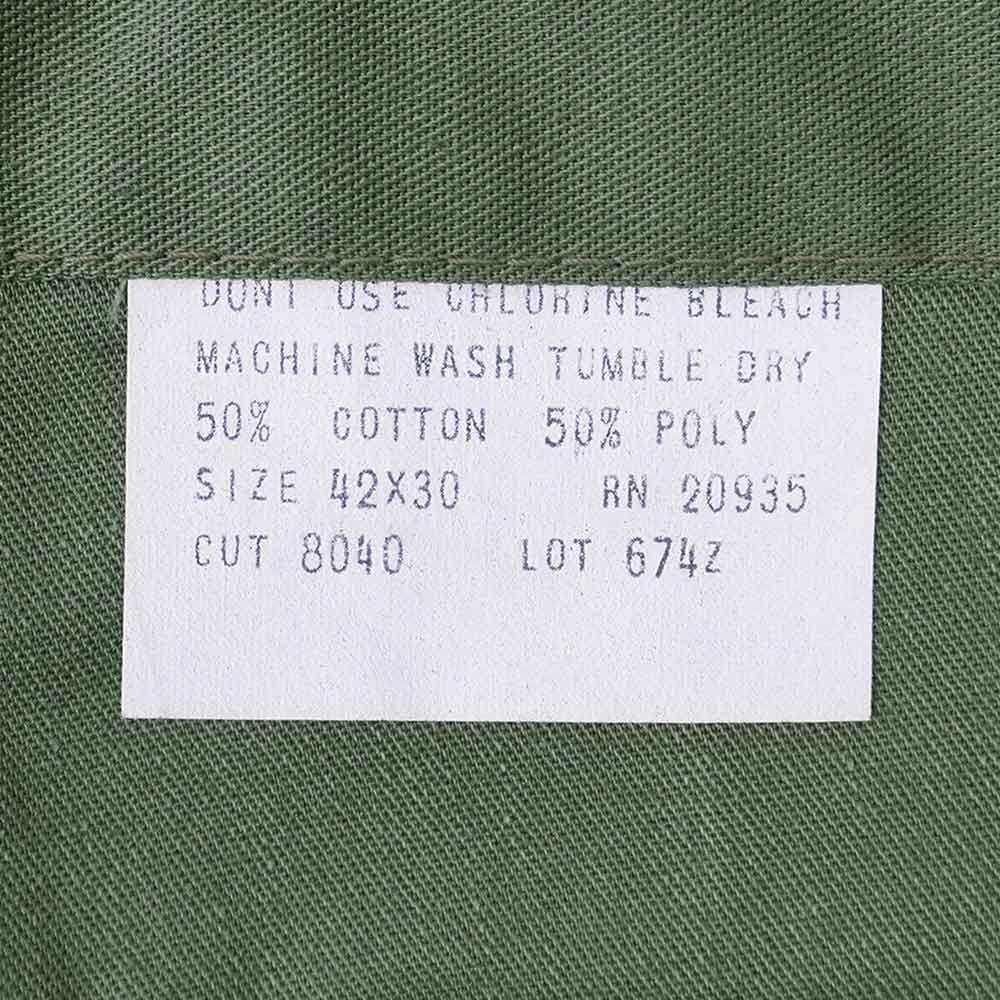 DONT USE CHLORINE BLEACH
MACHINE WASH TUMBLE DRY
50% COTTON 50% POLY
SIZE 42X30 RN 20935
CUT 8040 LOT 674Z